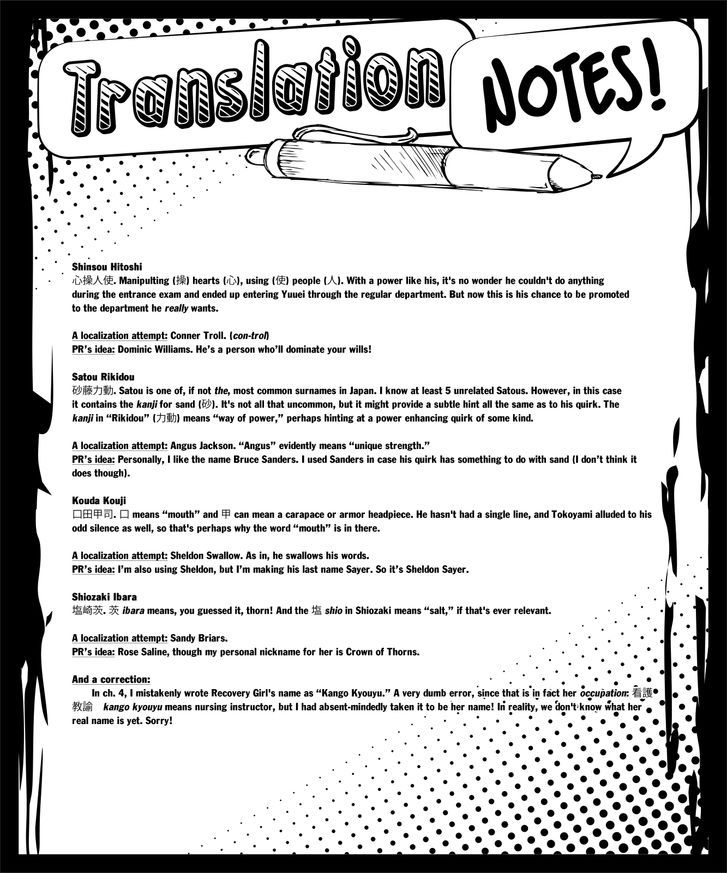 Translation NOTES!
Shinsou Hitoshi
心操人使. Manipulting (操) hearts (心), using (使) people (人). With a power like his, it's no wonder he couldn't do anything
during the entrance exam and ended up entering Yuuei through the regular department. But now this is his chance to be promoted
to the department he really wants.
A localization attempt: Conner Troll. (con-trol)
PR's idea: Dominic Williams. He's a person who'll dominate your wills!
Satou Rikidou
砂藤力動. Satou is one of, if not the, most common surnames in Japan. I know at least 5 unrelated Satous. However, in this case
it contains the kanji for sand (砂). It's not all that uncommon, but it might provide a subtle hint all the same as to his quirk. The
kanji in “Rikidou” (力動) means “way of power,” perhaps hinting at a power enhancing quirk of some kind.
A localization attempt: Angus Jackson. “Angus” evidently means “unique strength.”
PR's idea: Personally, I like the name Bruce Sanders. I used Sanders in case his quirk has something to do with sand (I don't think it
does though).
Kouda Kouji
口田甲司. 口 means “mouth” and 甲 can mean a carapace or armor headpiece. He hasn't had a single line, and Tokoyami alluded to his
odd silence as well, so that's perhaps why the word “mouth” is in there.
A localization attempt: Sheldon Swallow. As in, he swallows his words.
PR's idea: I'm also using Sheldon, but I'm making his last name Sayer. So it's Sheldon Sayer.
Shiozaki Ibara
塩崎茨. 茨 ibara means, you guessed it, thorn! And the 塩 shio in Shiozaki means “salt,” if that's ever relevant.
A localization attempt: Sandy Briars.
PR's idea: Rose Saline, though my personal nickname for her is Crown of Thorns.
And a correction:
In ch. 4, I mistakenly wrote Recovery Girl's name as “Kango Kyouyu.” A very dumb error, since that is in fact her occupation: 看護
教諭 kango kyouyu means nursing instructor, but I had absent-mindedly taken it to be her name! In reality, we don't know what her
real name is yet. Sorry!